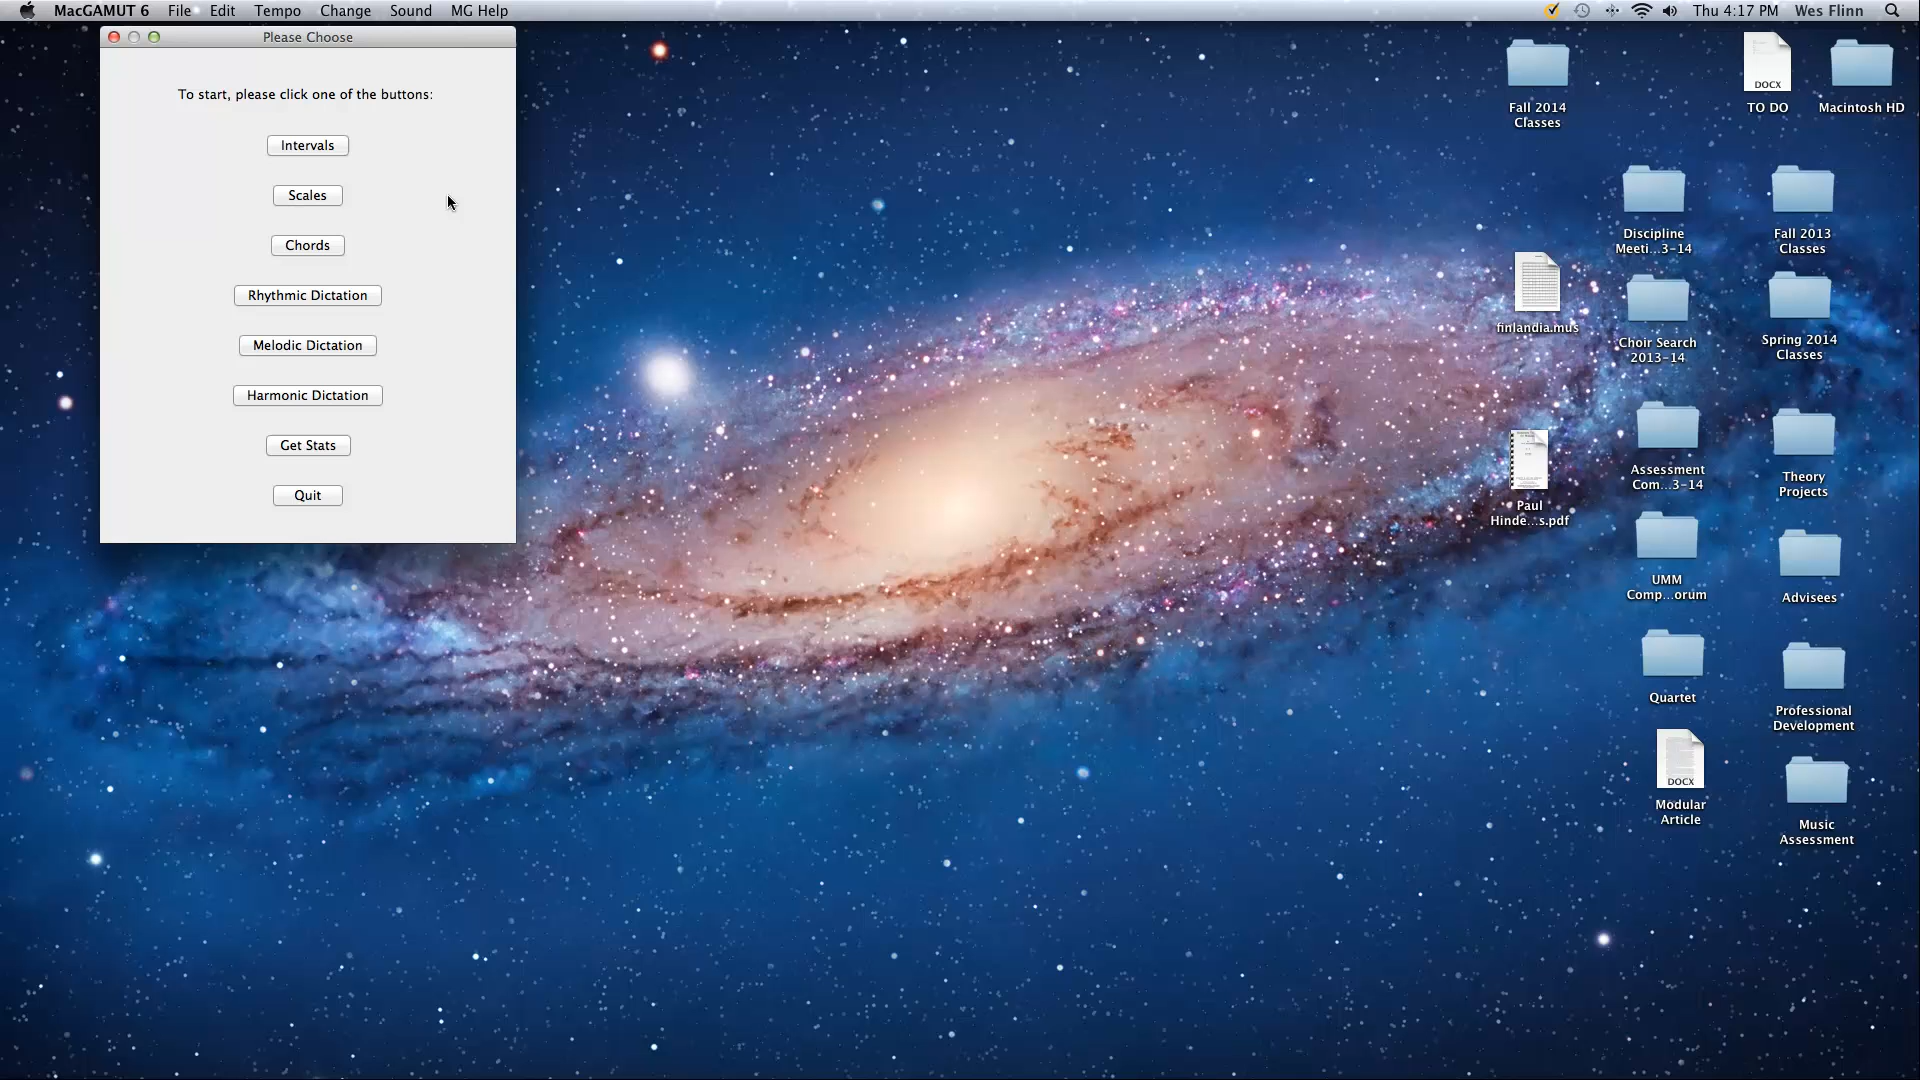 MacGAMUT 6 File Edit Tempo Change Sound MG Help Thu 4:17 PM Wes Flinn
Please Choose
To start, please click one of the buttons:
Intervals
Scales
Chords
Rhythmic Dictation
Melodic Dictation
Harmonic Dictation
Get Stats
Quit
Fall 2014
Classes
DOCX
TO DO
Macintosh HD
Discipline
Meeti...3-14
Fall 2013
Classes
finlandia.mus
Choir Search
2013-14
Spring 2014
Classes
Paul
Hinde...s.pdf
Assessment
Com...3-14
Theory
Projects
UMM
Comp...orum
Advisees
Quartet
Professional
Development
DOCX
Modular
Article
Music
Assessment